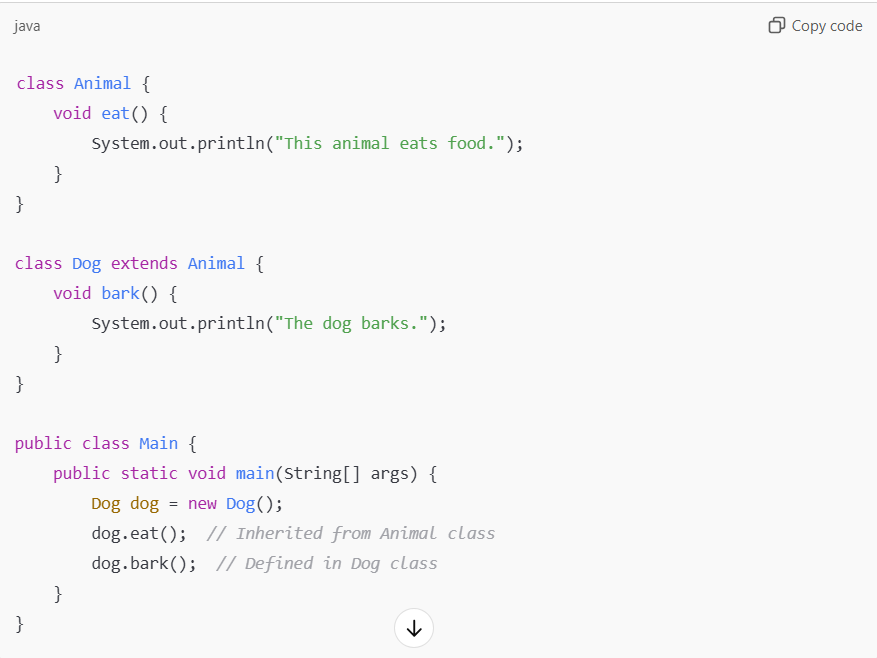 java
Copy code
class Animal {
    void eat() {
        System.out.println("This animal eats food.");
    }
}

class Dog extends Animal {
    void bark() {
        System.out.println("The dog barks.");
    }
}

public class Main {
    public static void main(String[] args) {
        Dog dog = new Dog();
        dog.eat();  // Inherited from Animal class
        dog.bark();  // Defined in Dog class
    }
}